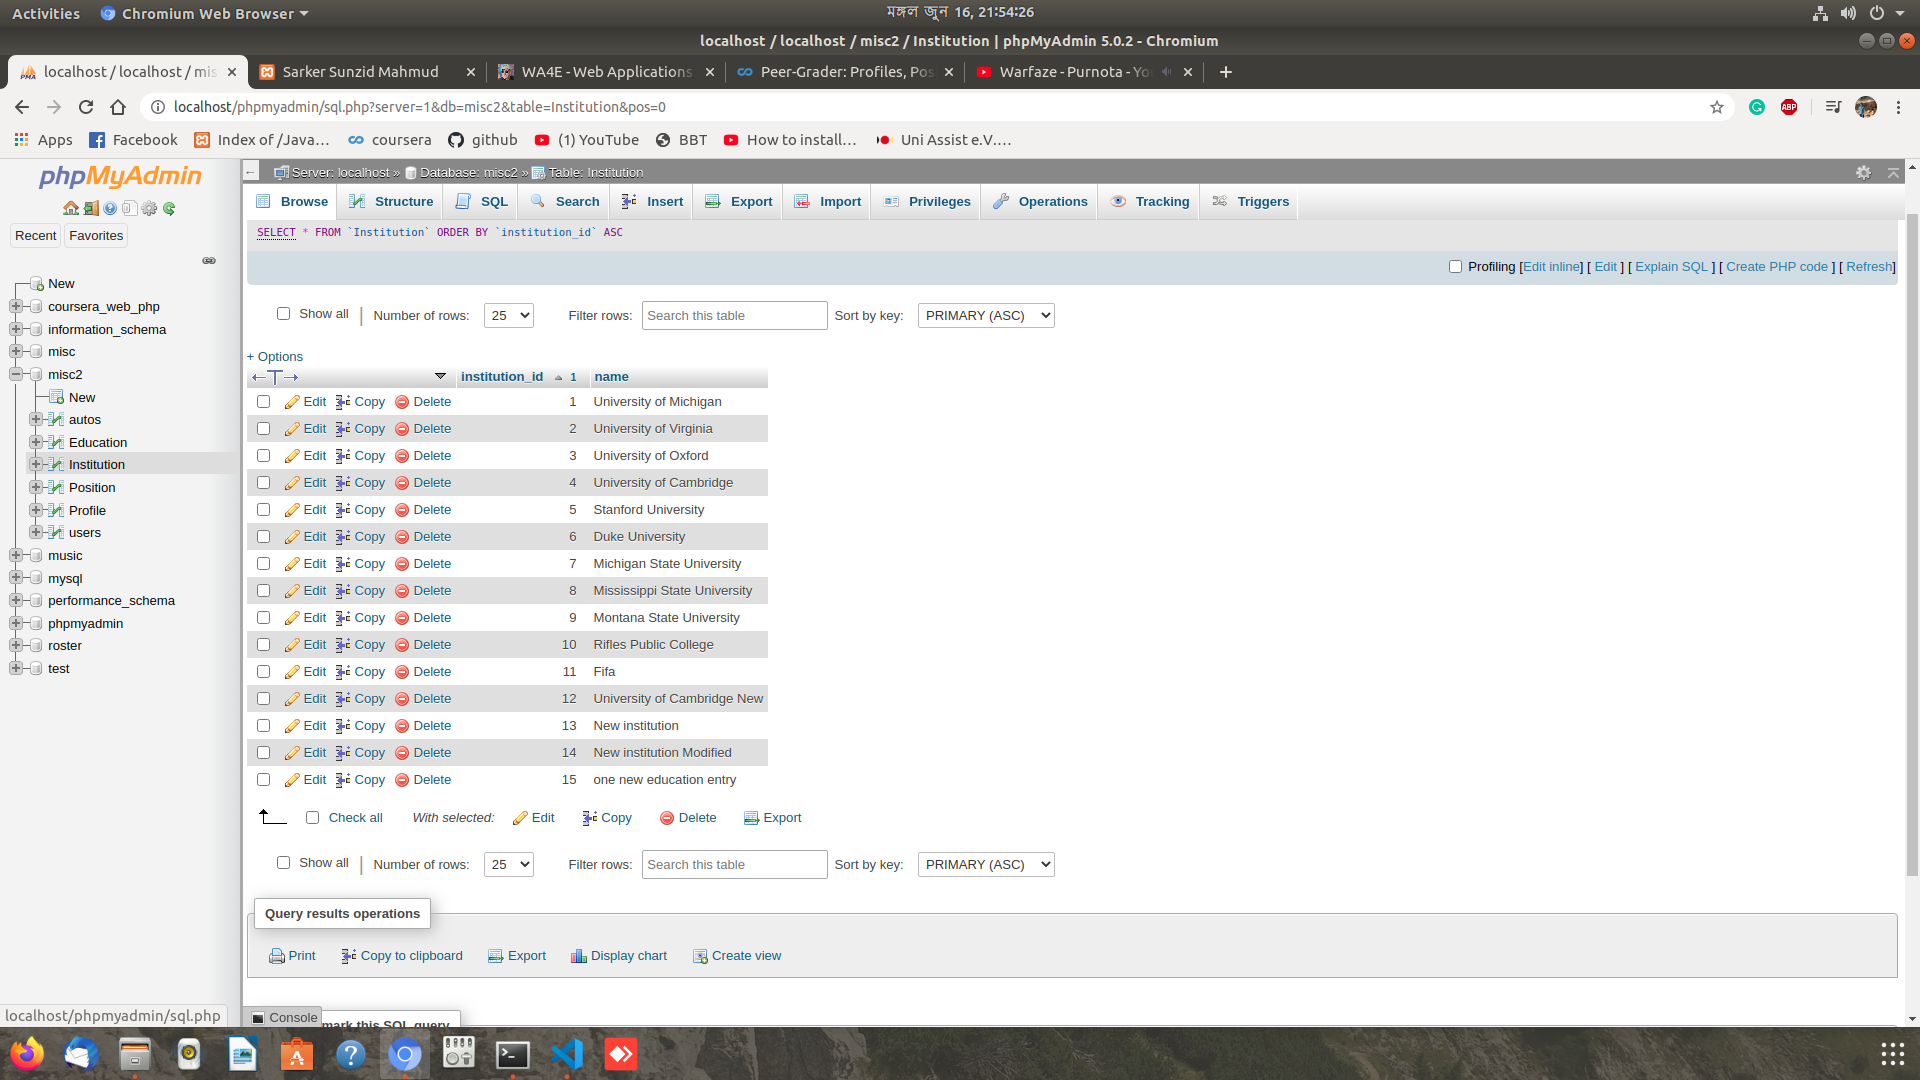 Activities Chromium Web Browser মঙ্গল জুন 16, 21:54:26
localhost / localhost / misc2 / Institution | phpMyAdmin 5.0.2 - Chromium
localhost / localhost / mis Sarker Sunzid Mahmud WA4E - Web Applications Peer-Grader: Profiles, Pos Warfaze - Purnota - Yo
localhost/phpmyadmin/sql.php?server=1&db=misc2&table=Institution&pos=0 ABP
Apps Facebook Index of /Java… coursera github (1) YouTube BBT How to install… Uni Assist e.V.…
phpMyAdmin
Recent Favorites
New
coursera_web_php
information_schema
misc
misc2
New
autos
Education
Institution
Position
Profile
users
music
mysql
performance_schema
phpmyadmin
roster
test
Server: localhost » Database: misc2 » Table: Institution
Browse Structure SQL Search Insert Export Import Privileges Operations Tracking Triggers
SELECT * FROM `Institution` ORDER BY `institution_id` ASC
Profiling [Edit inline] [ Edit ] [ Explain SQL ] [ Create PHP code ] [ Refresh]
Show all | Number of rows: 25 Filter rows: Search this table Sort by key: PRIMARY (ASC)
+ Options
←T→ institution_id 1 name
Edit Copy Delete 1 University of Michigan
Edit Copy Delete 2 University of Virginia
Edit Copy Delete 3 University of Oxford
Edit Copy Delete 4 University of Cambridge
Edit Copy Delete 5 Stanford University
Edit Copy Delete 6 Duke University
Edit Copy Delete 7 Michigan State University
Edit Copy Delete 8 Mississippi State University
Edit Copy Delete 9 Montana State University
Edit Copy Delete 10 Rifles Public College
Edit Copy Delete 11 Fifa
Edit Copy Delete 12 University of Cambridge New
Edit Copy Delete 13 New institution
Edit Copy Delete 14 New institution Modified
Edit Copy Delete 15 one new education entry
Check all With selected: Edit Copy Delete Export
Show all | Number of rows: 25 Filter rows: Search this table Sort by key: PRIMARY (ASC)
Query results operations
Print Copy to clipboard Export Display chart Create view
localhost/phpmyadmin/sql.php Console mark this SQL query